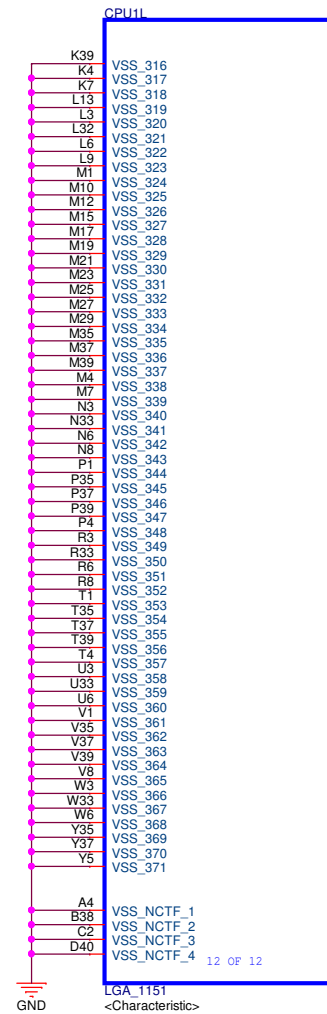 CPU1L
K39 VSS_316
K4 VSS_317
K7 VSS_318
L13 VSS_319
L3 VSS_320
L32 VSS_321
L6 VSS_322
L9 VSS_323
M1 VSS_324
M10 VSS_325
M12 VSS_326
M15 VSS_327
M17 VSS_328
M19 VSS_329
M21 VSS_330
M23 VSS_331
M25 VSS_332
M27 VSS_333
M29 VSS_334
M35 VSS_335
M37 VSS_336
M39 VSS_337
M4 VSS_338
M7 VSS_339
N3 VSS_340
N33 VSS_341
N6 VSS_342
N8 VSS_343
P1 VSS_344
P35 VSS_345
P37 VSS_346
P39 VSS_347
P4 VSS_348
R3 VSS_349
R33 VSS_350
R6 VSS_351
R8 VSS_352
T1 VSS_353
T35 VSS_354
T37 VSS_355
T39 VSS_356
T4 VSS_357
U3 VSS_358
U33 VSS_359
U6 VSS_360
V1 VSS_361
V35 VSS_362
V37 VSS_363
V39 VSS_364
V8 VSS_365
W3 VSS_366
W33 VSS_367
W6 VSS_368
Y35 VSS_369
Y37 VSS_370
Y5 VSS_371
A4 VSS_NCTF_1
B38 VSS_NCTF_2
C2 VSS_NCTF_3
D40 VSS_NCTF_4
12 OF 12
LGA_1151
GND <Characteristic>